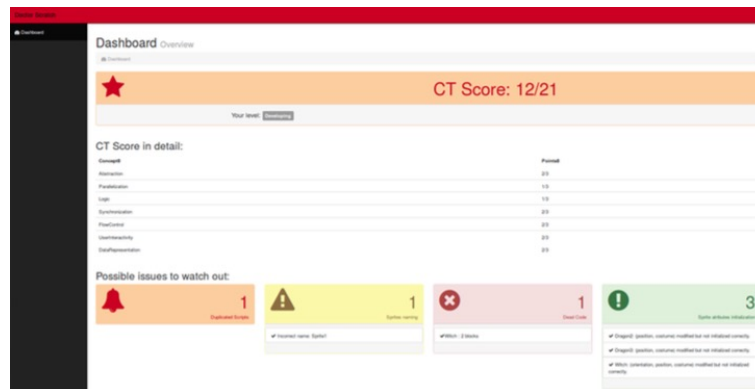 Doctor Scratch
Dashboard
Dashboard Overview
Dashboard
CT Score: 12/21
Your level: Developing
CT Score in detail:
Concept Points
Abstraction 2/3
Parallelization 1/3
Logic 1/3
Synchronization 2/3
FlowControl 2/3
UserInteractivity 2/3
DataRepresentation 2/3
Possible issues to watch out:
1
Duplicated Scripts
1
Sprites naming
✔ Incorrect name: Sprite1
1
Dead Code
✔Witch : 2 blocks
3
Sprite attributes initialization
✔ Dragon2: (position, costume) modified but not initialized correctly.
✔ Dragon3: (position, costume) modified but not initialized correctly.
✔ Witch: (orientation, position, costume) modified but not initialized
correctly.